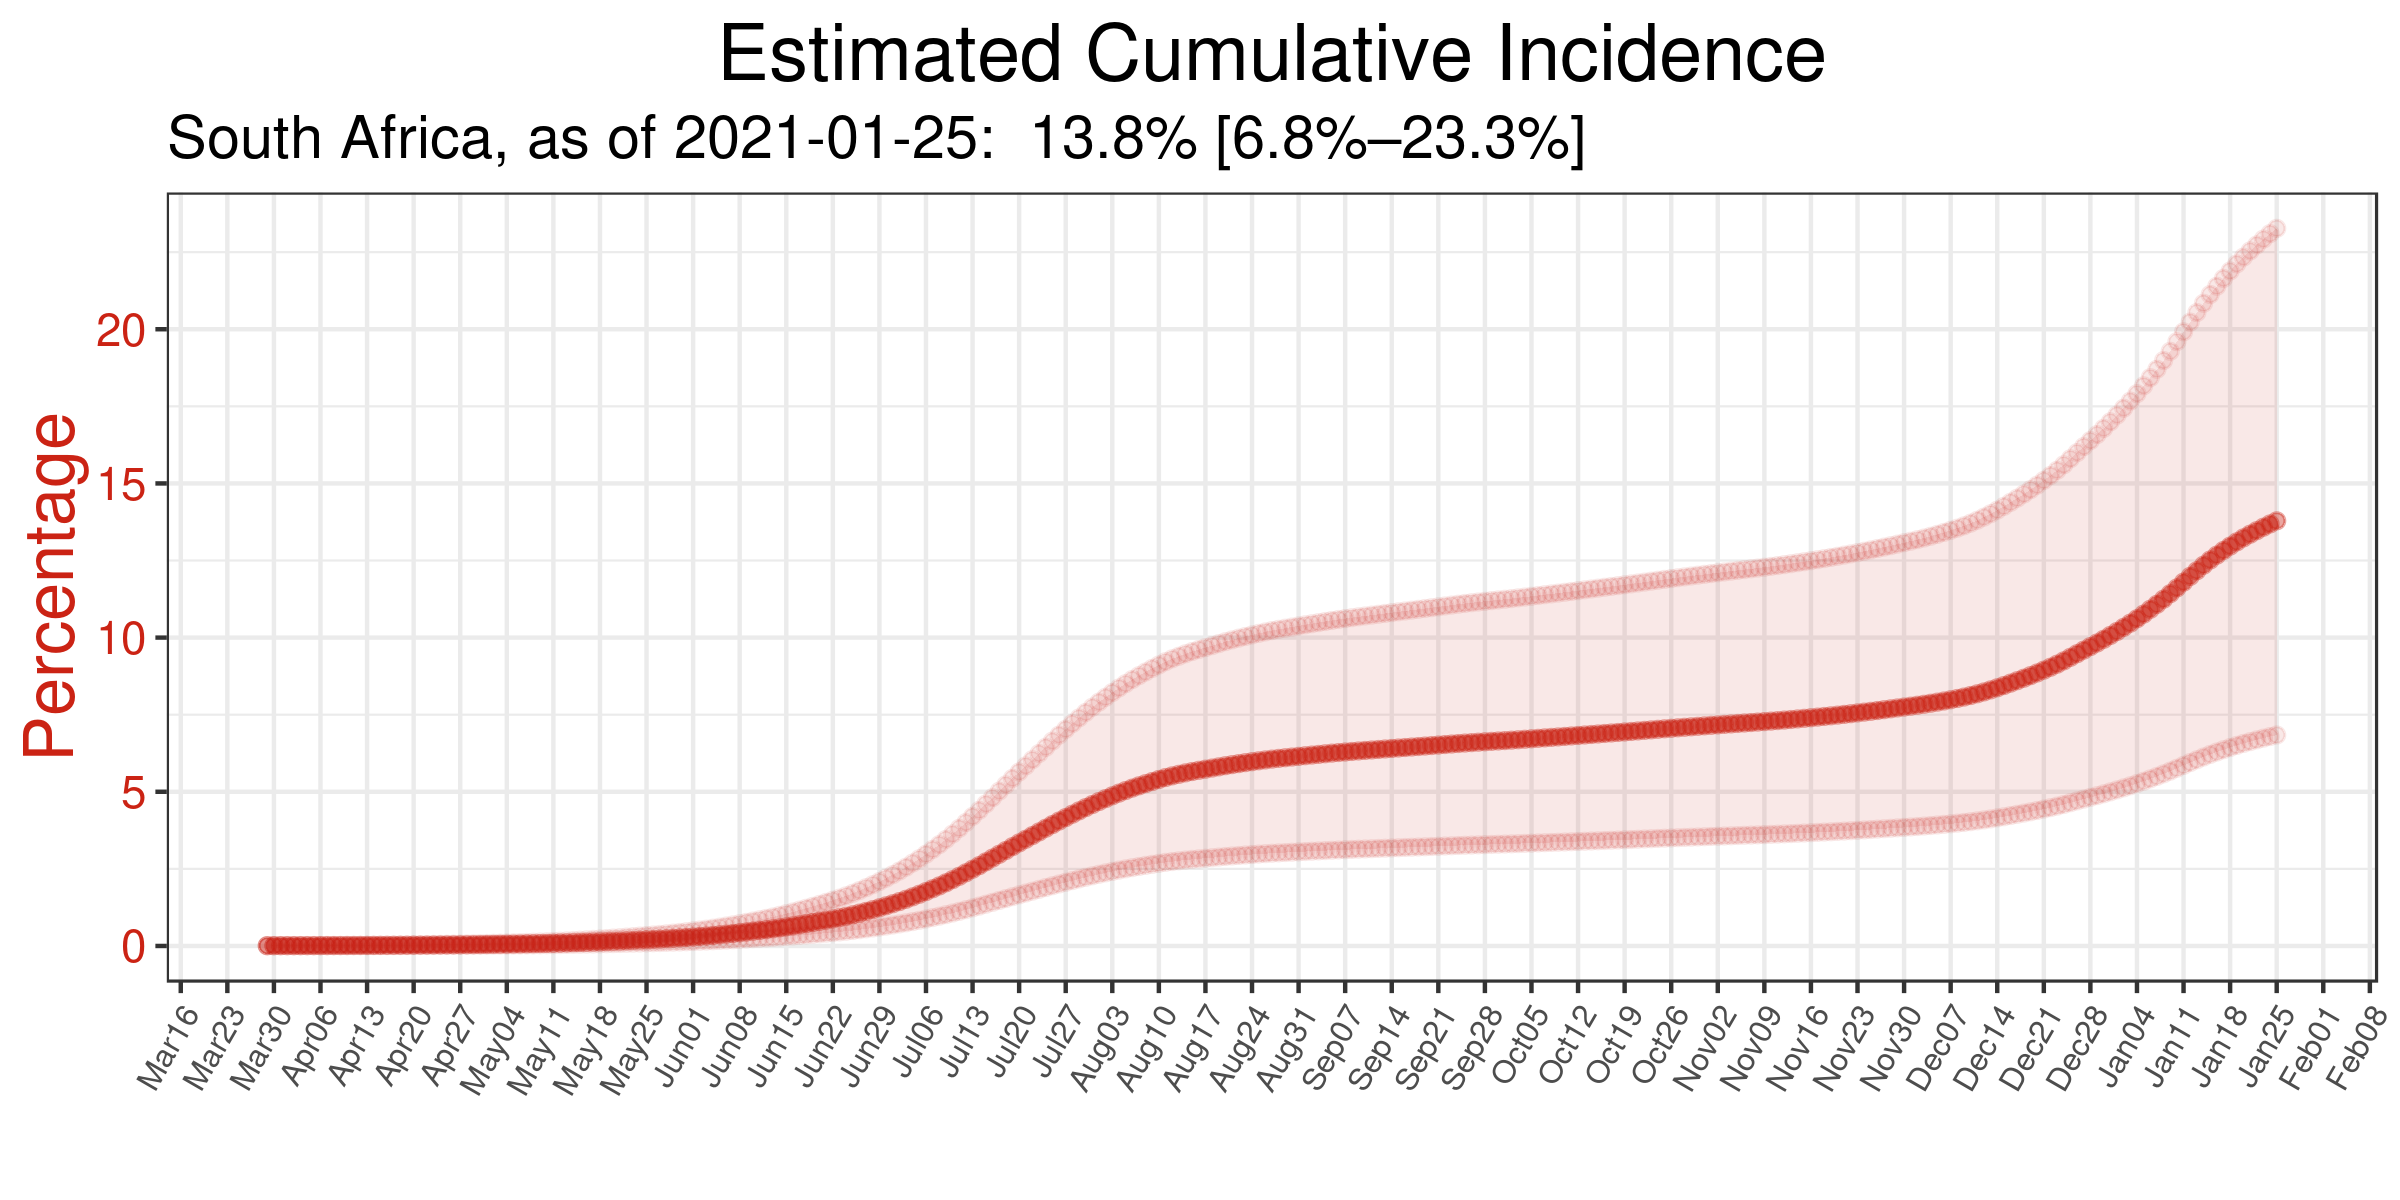 Estimated Cumulative Incidence
South Africa, as of 2021-01-25:  13.8% [6.8%–23.3%]
Percentage
20
15
10
5
0
Mar16
Mar23
Mar30
Apr06
Apr13
Apr20
Apr27
May04
May11
May18
May25
Jun01
Jun08
Jun15
Jun22
Jun29
Jul06
Jul13
Jul20
Jul27
Aug03
Aug10
Aug17
Aug24
Aug31
Sep07
Sep14
Sep21
Sep28
Oct05
Oct12
Oct19
Oct26
Nov02
Nov09
Nov16
Nov23
Nov30
Dec07
Dec14
Dec21
Dec28
Jan04
Jan11
Jan18
Jan25
Feb01
Feb08